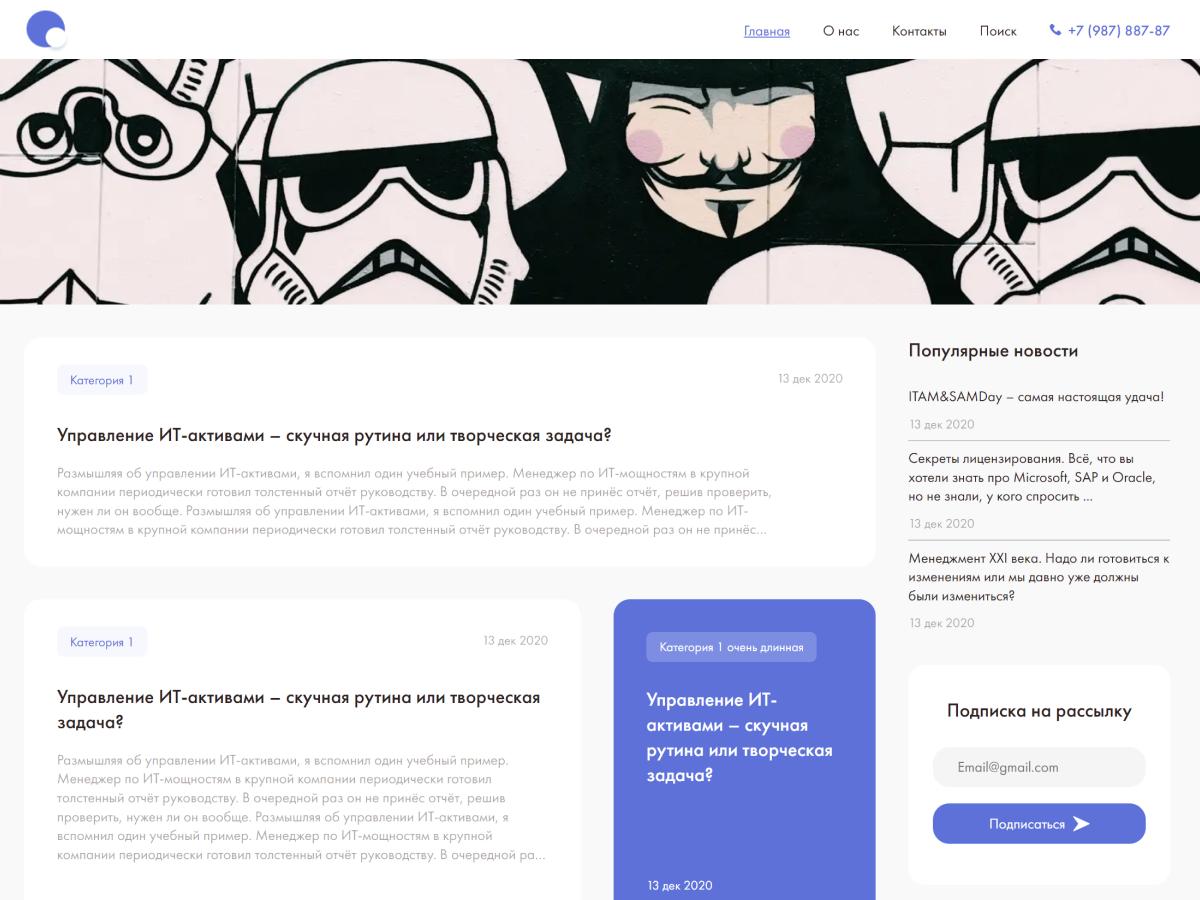 Главная
О нас
Контакты
Поиск
+7 (987) 887-87
Категория 1
13 дек 2020
Управление ИТ-активами – скучная рутина или творческая задача?
Размышляя об управлении ИТ-активами, я вспомнил один учебный пример. Менеджер по ИТ-мощностям в крупной
компании периодически готовил толстенный отчёт руководству. В очередной раз он не принёс отчёт, решив проверить,
нужен ли он вообще. Размышляя об управлении ИТ-активами, я вспомнил один учебный пример. Менеджер по ИТ-
мощностям в крупной компании периодически готовил толстенный отчёт руководству. В очередной раз он не принёс...
Категория 1
13 дек 2020
Управление ИТ-активами – скучная рутина или творческая
задача?
Размышляя об управлении ИТ-активами, я вспомнил один учебный пример.
Менеджер по ИТ-мощностям в крупной компании периодически готовил
толстенный отчёт руководству. В очередной раз он не принёс отчёт, решив
проверить, нужен ли он вообще. Размышляя об управлении ИТ-активами, я
вспомнил один учебный пример. Менеджер по ИТ-мощностям в крупной
компании периодически готовил толстенный отчёт руководству. В очередной ра...
Категория 1 очень длинная
Управление ИТ-
активами – скучная
рутина или творческая
задача?
13 дек 2020
Популярные новости
ITAM&SAMDay – самая настоящая удача!
13 дек 2020
Секреты лицензирования. Всё, что вы
хотели знать про Microsoft, SAP и Oracle,
но не знали, у кого спросить ...
13 дек 2020
Менеджмент XXI века. Надо ли готовиться к
изменениям или мы давно уже должны
были измениться?
13 дек 2020
Подписка на рассылку
Email@gmail.com
Подписаться